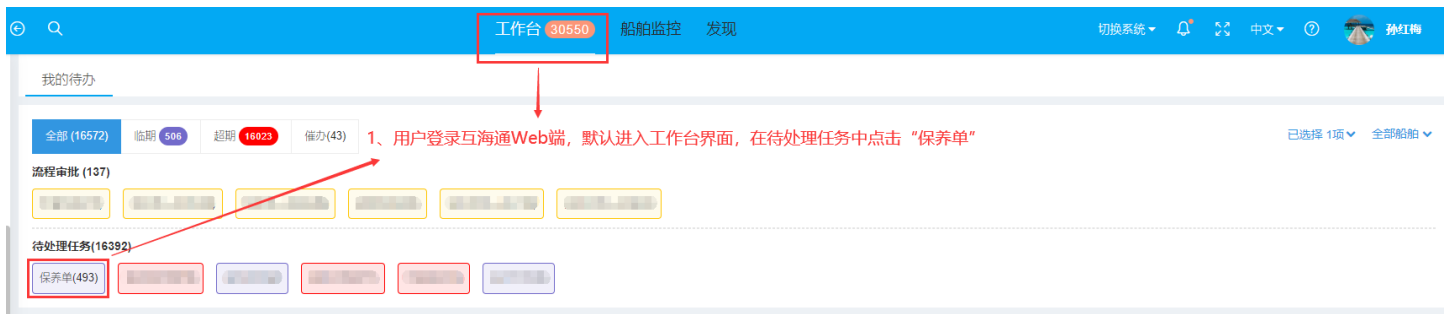 工作台 30550 船舶监控 发现 切换系统 中文 孙红梅
我的待办
全部 (16572) 临期 506 超期 16023 催办(43) 1、用户登录互海通Web端，默认进入工作台界面，在待处理任务中点击“保养单” 已选择 1项 全部船舶
流程审批 (137)
待处理任务(16392)
保养单(493)